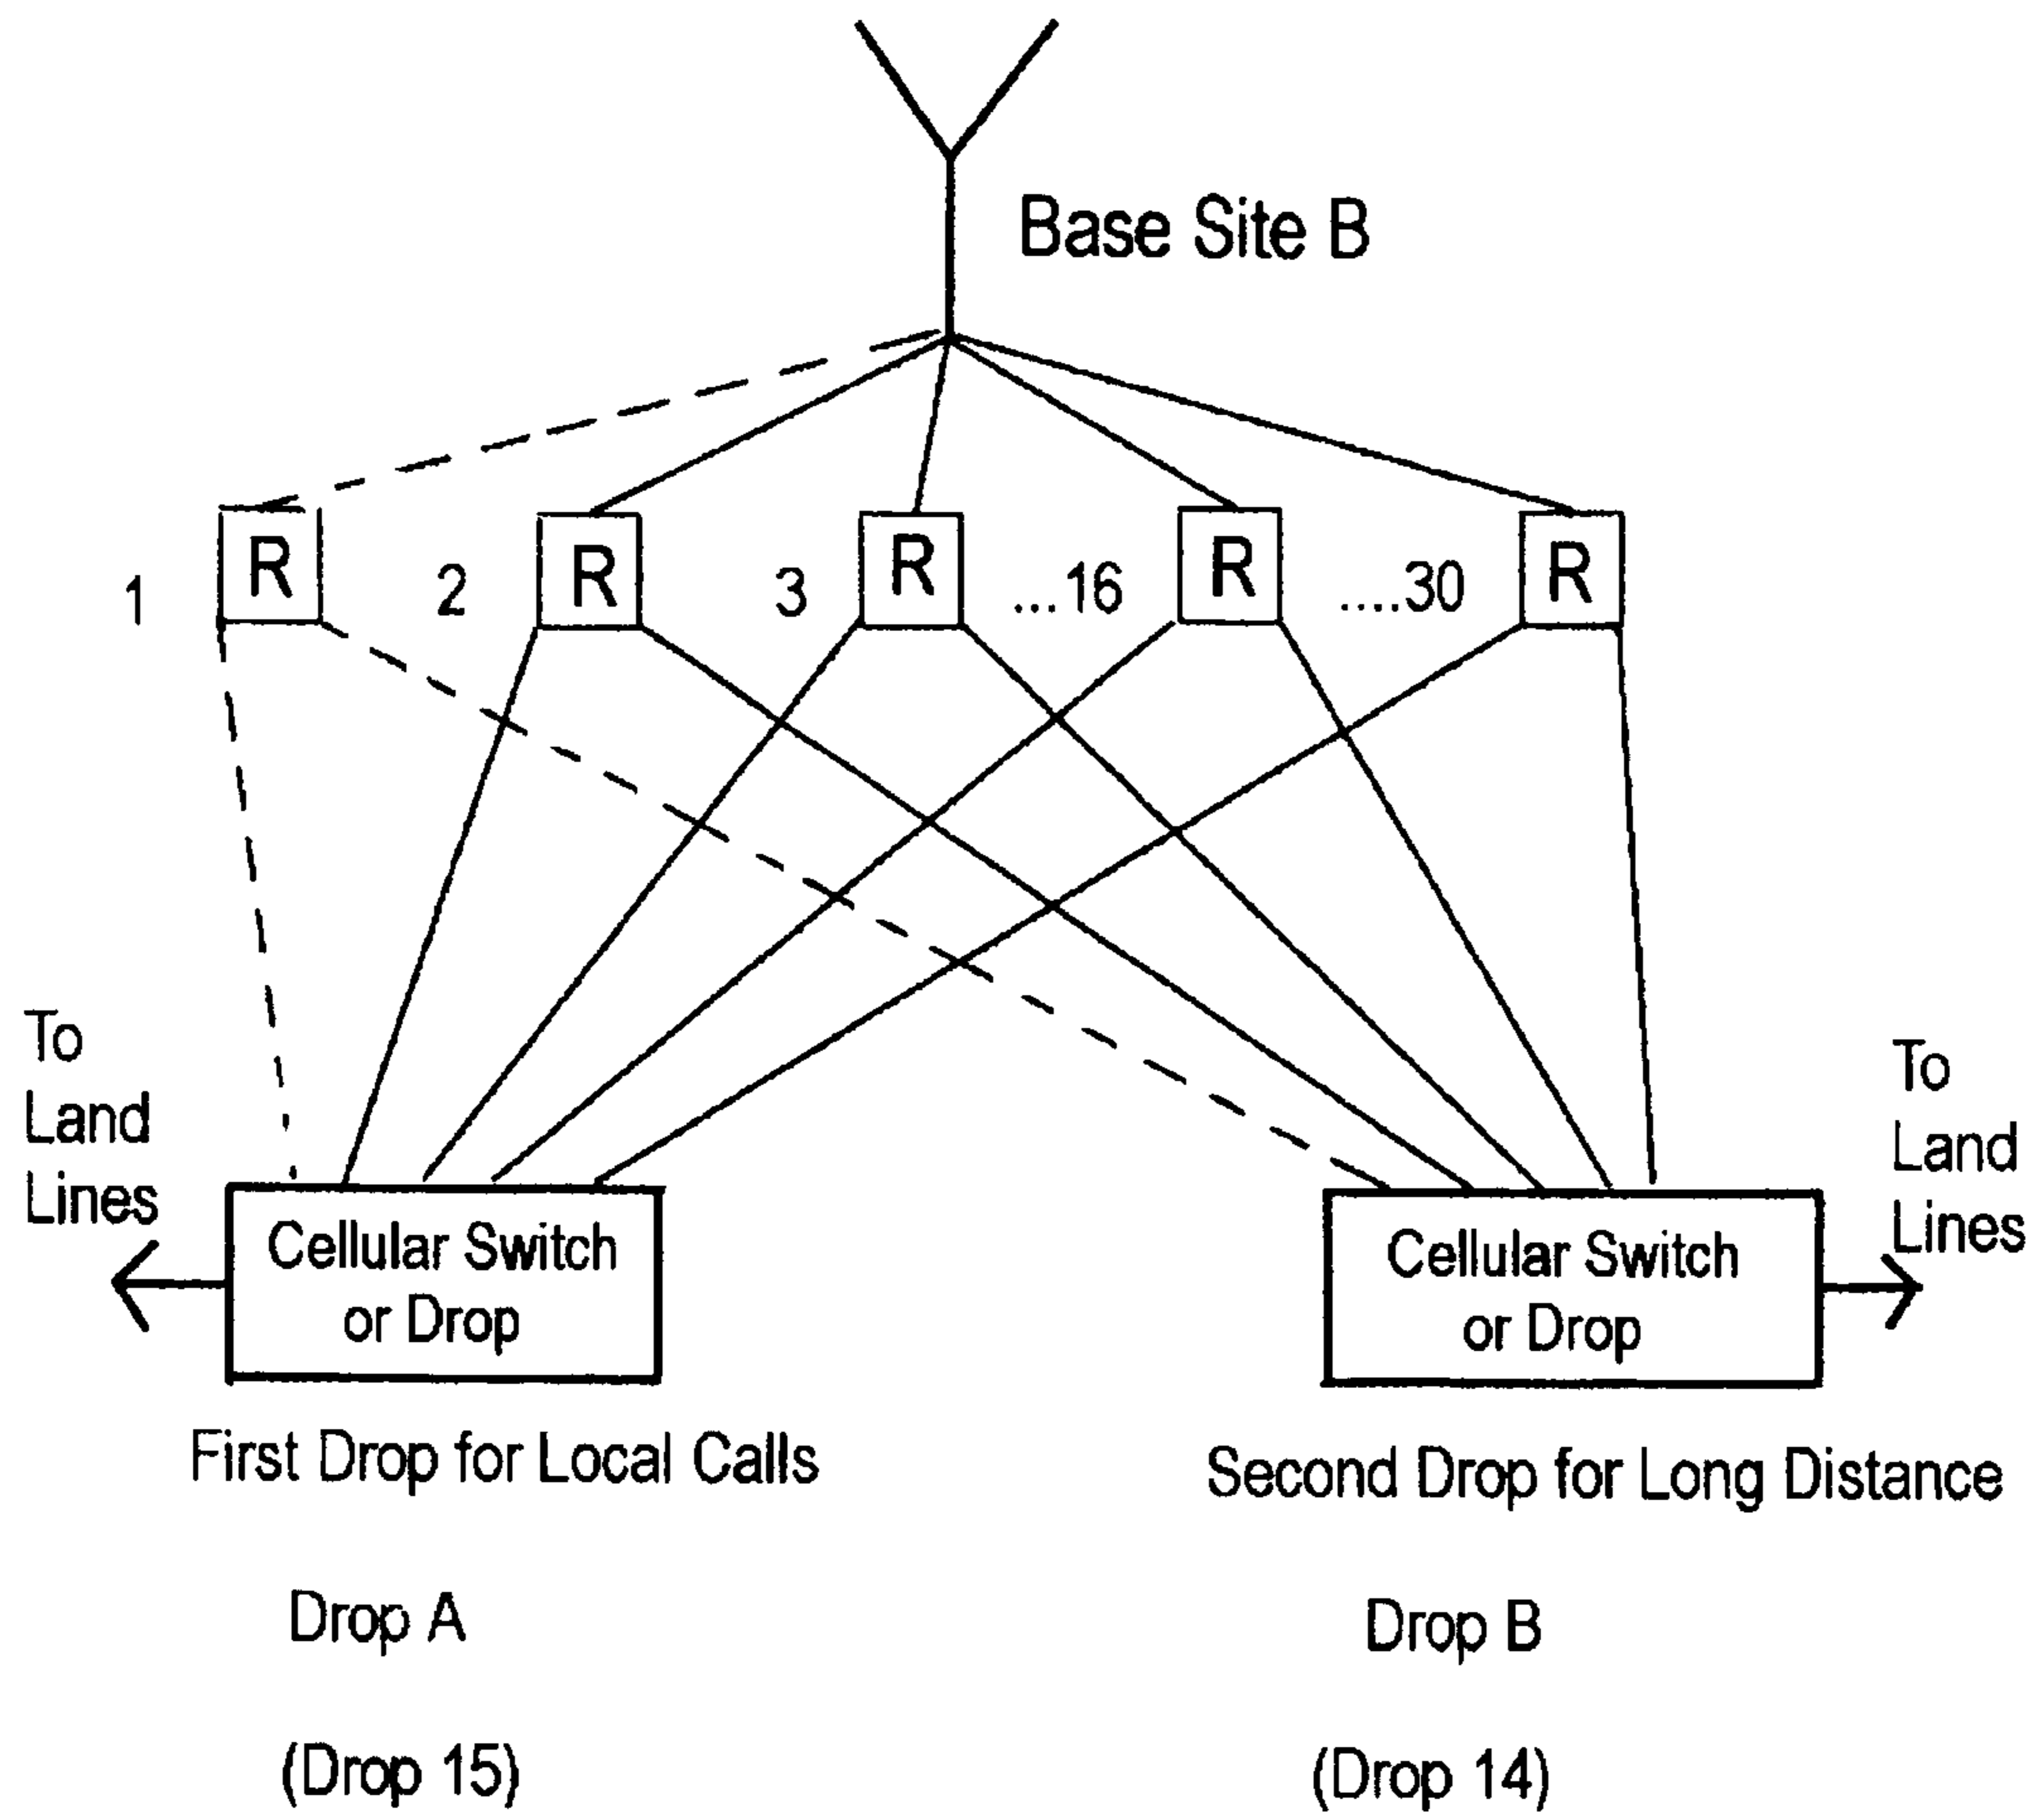 Base Site B
1 R 2 R 3 R ...16 R ....30 R
To
Land
Lines
To
Land
Lines
Cellular Switch
or Drop
Cellular Switch
or Drop
First Drop for Local Calls
Second Drop for Long Distance
Drop A
Drop B
(Drop 15)
(Drop 14)